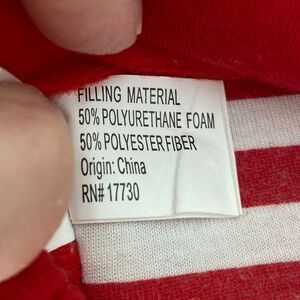 FILLING MATERIAL
50% POLYURETHANE FOAM
50% POLYESTER FIBER
Origin: China
RN# 17730